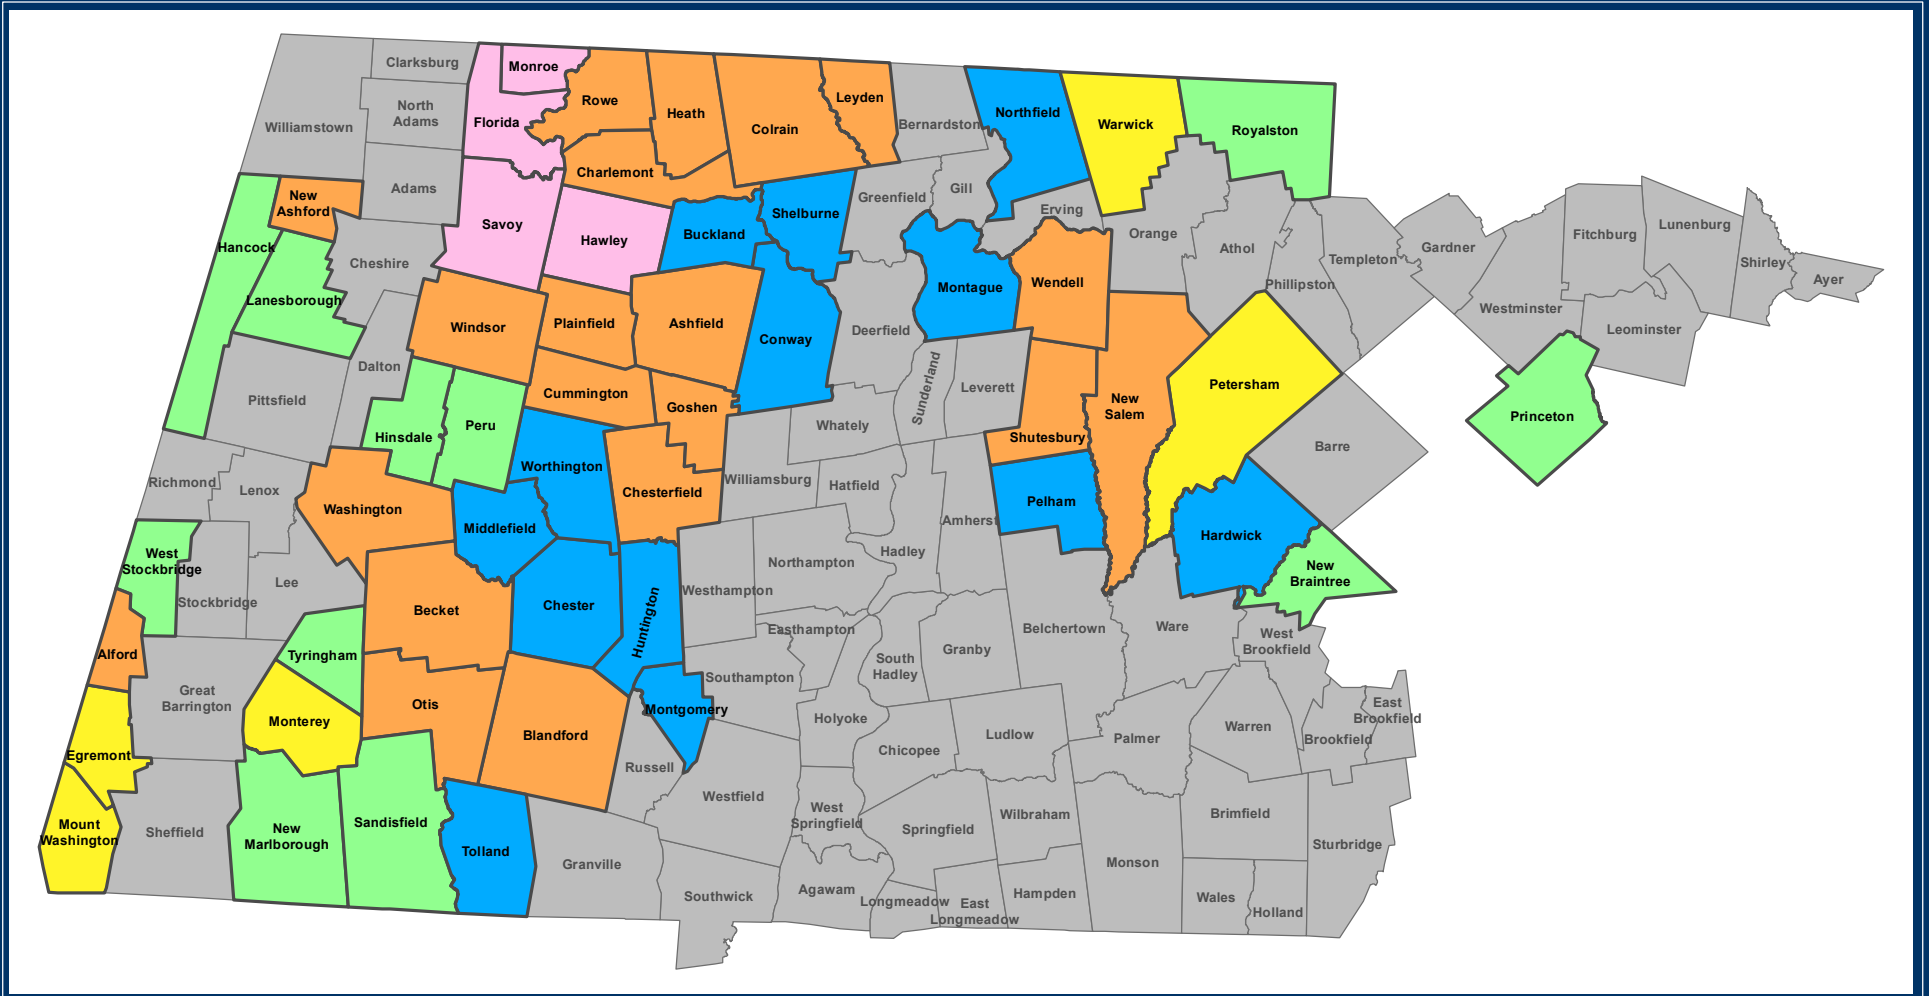 Clarksburg
Monroe
North
Adams
Williamstown
Florida
Rowe
Heath
Colrain
Leyden
Bernardston
Northfield
Warwick
Royalston
Adams
Charlemont
New
Ashford
Savoy
Hawley
Buckland
Shelburne
Greenfield
Gill
Erving
Orange
Athol
Phillipston
Templeton
Gardner
Westminster
Fitchburg
Lunenburg
Shirley
Ayer
Leominster
Princeton
Hancock
Cheshire
Lanesborough
Windsor
Plainfield
Ashfield
Conway
Deerfield
Montague
Wendell
Petersham
Dalton
Pittsfield
Cummington
Goshen
Sunderland
Leverett
New
Salem
Hinsdale
Peru
Whately
Shutesbury
Barre
Richmond
Lenox
Worthington
Chesterfield
Williamsburg
Hatfield
Pelham
Washington
Middlefield
Amherst
Hardwick
West
Stockbridge
Northampton
Hadley
New
Braintree
Lee
Stockbridge
Becket
Chester
Huntington
Westhampton
Easthampton
Belchertown
Ware
West
Brookfield
Alford
Tyringham
Granby
South
Hadley
Southampton
Great
Barrington
Otis
Montgomery
Monterey
Blandford
Holyoke
Chicopee
Ludlow
Palmer
Warren
Brookfield
East
Brookfield
Egremont
Russell
Westfield
Mount
Washington
Sheffield
New
Marlborough
Sandisfield
Tolland
Granville
West
Springfield
Springfield
Wilbraham
Brimfield
Sturbridge
Monson
Southwick
Agawam
Longmeadow
East
Longmeadow
Hampden
Wales
Holland